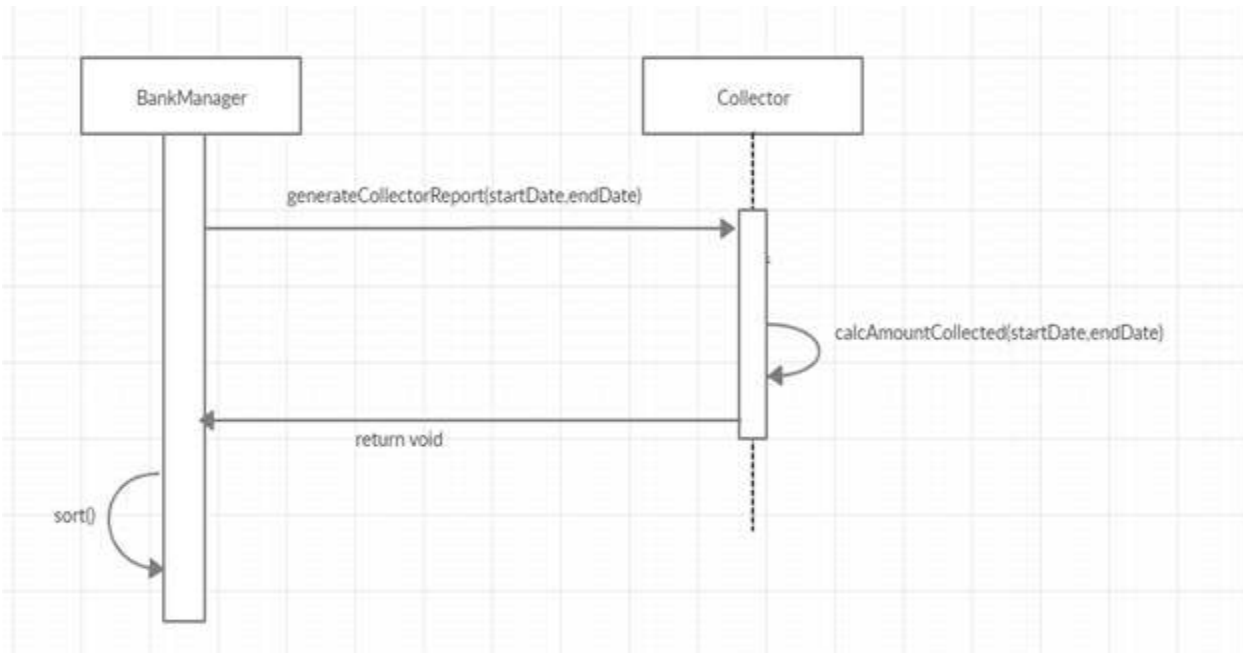 BankManager
Collector
generateCollectorReport(startDate,endDate)
calcAmountCollected(startDate,endDate)
return void
sort()